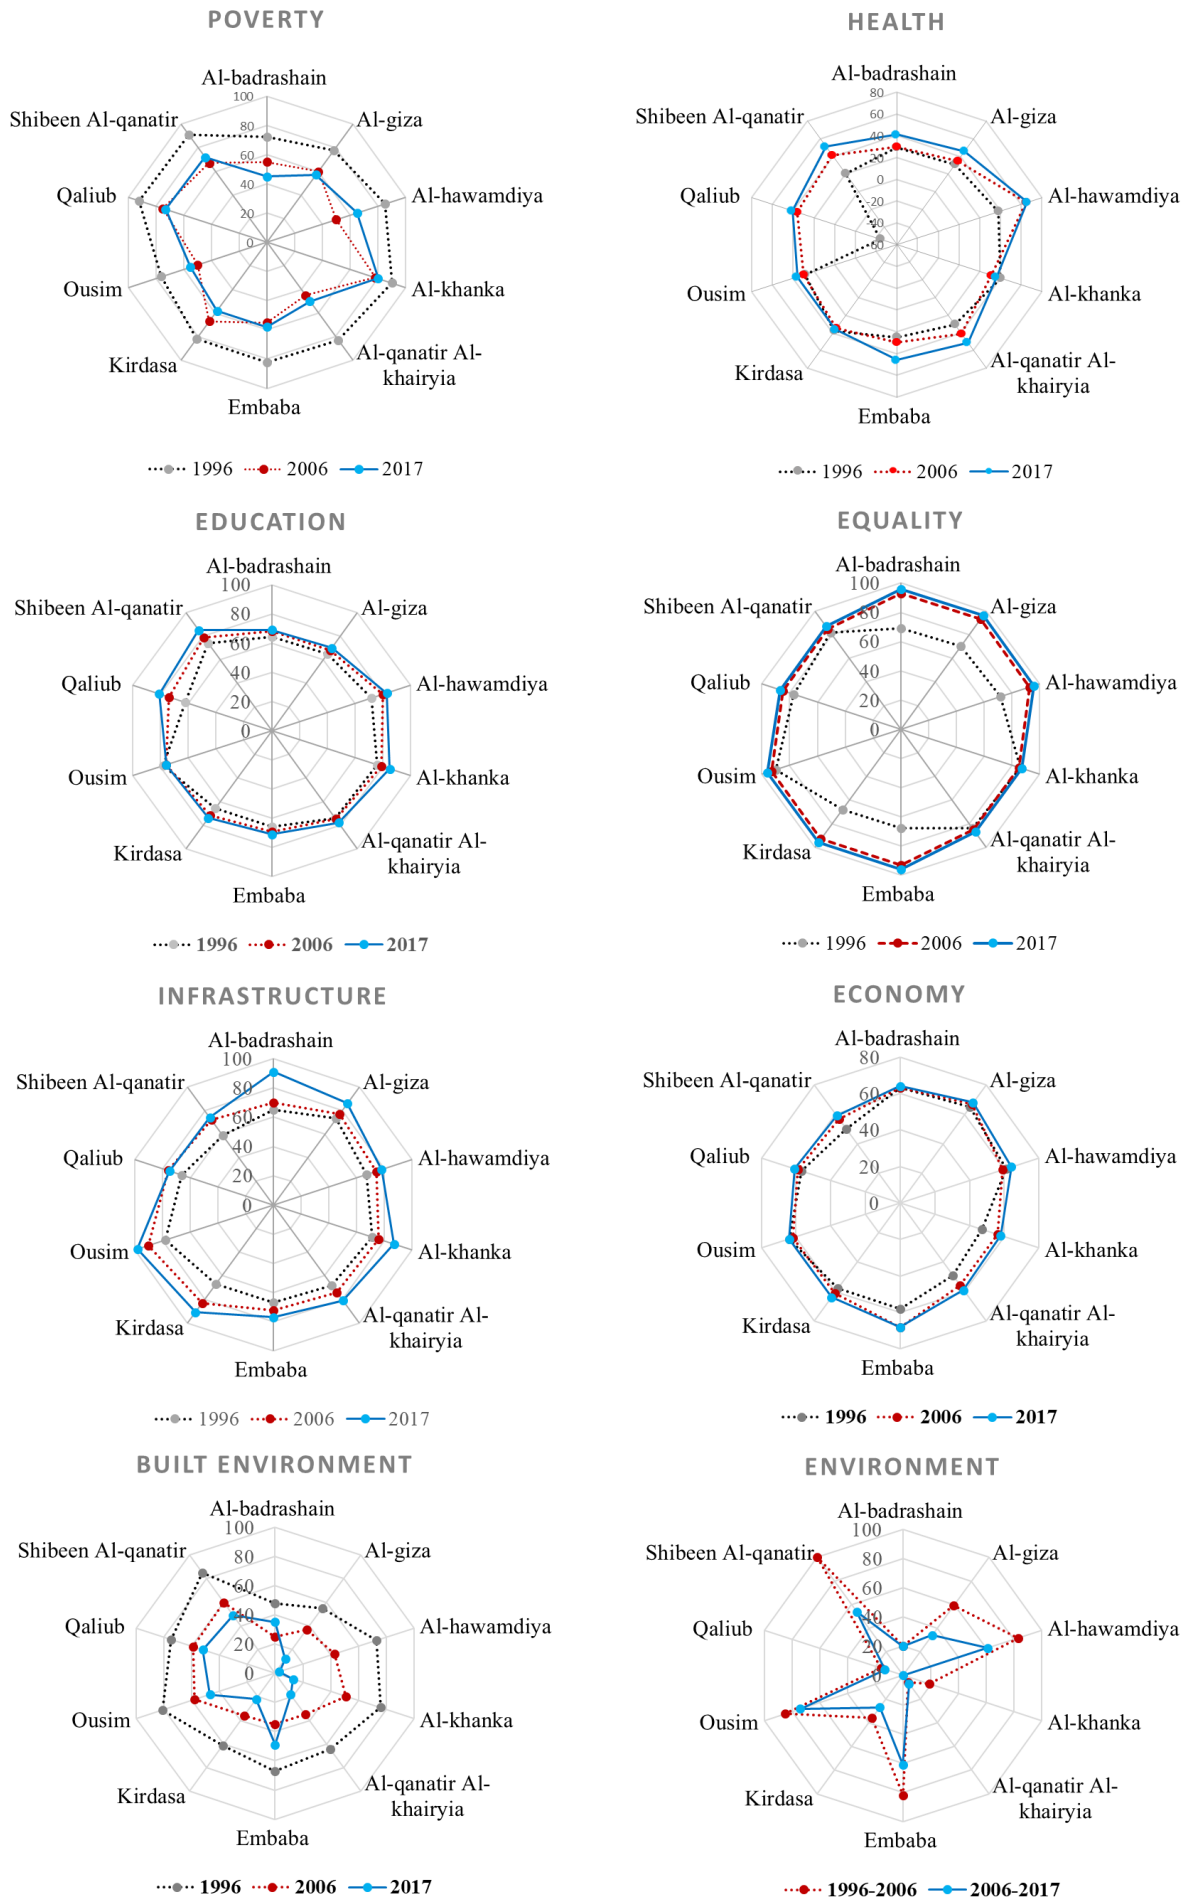 POVERTY
Al-badrashain
100
80
60
40
20
0
Al-giza
Al-hawamdiya
Al-khanka
Al-qanatir Al-
khairyia
Embaba
Kirdasa
Ousim
Qaliub
Shibeen Al-qanatir
1996 2006 2017
HEALTH
Al-badrashain
80
60
40
20
0
-20
-40
-60
Al-giza
Al-hawamdiya
Al-khanka
Al-qanatir Al-
khairyia
Embaba
Kirdasa
Ousim
Qaliub
Shibeen Al-qanatir
1996 2006 2017
EDUCATION
Al-badrashain
100
80
60
40
20
0
Al-giza
Al-hawamdiya
Al-khanka
Al-qanatir Al-
khairyia
Embaba
Kirdasa
Ousim
Qaliub
Shibeen Al-qanatir
1996 2006 2017
EQUALITY
Al-badrashain
100
80
60
40
20
0
Al-giza
Al-hawamdiya
Al-khanka
Al-qanatir Al-
khairyia
Embaba
Kirdasa
Ousim
Qaliub
Shibeen Al-qanatir
1996 2006 2017
INFRASTRUCTURE
Al-badrashain
100
80
60
40
20
0
Al-giza
Al-hawamdiya
Al-khanka
Al-qanatir Al-
khairyia
Embaba
Kirdasa
Ousim
Qaliub
Shibeen Al-qanatir
1996 2006 2017
ECONOMY
Al-badrashain
80
60
40
20
0
Al-giza
Al-hawamdiya
Al-khanka
Al-qanatir Al-
khairyia
Embaba
Kirdasa
Ousim
Qaliub
Shibeen Al-qanatir
1996 2006 2017
BUILT ENVIRONMENT
Al-badrashain
100
80
60
40
20
0
Al-giza
Al-hawamdiya
Al-khanka
Al-qanatir Al-
khairyia
Embaba
Kirdasa
Ousim
Qaliub
Shibeen Al-qanatir
1996 2006 2017
ENVIRONMENT
Al-badrashain
100
80
60
40
20
0
Al-giza
Al-hawamdiya
Al-khanka
Al-qanatir Al-
khairyia
Embaba
Kirdasa
Ousim
Qaliub
Shibeen Al-qanatir
1996-2006 2006-2017